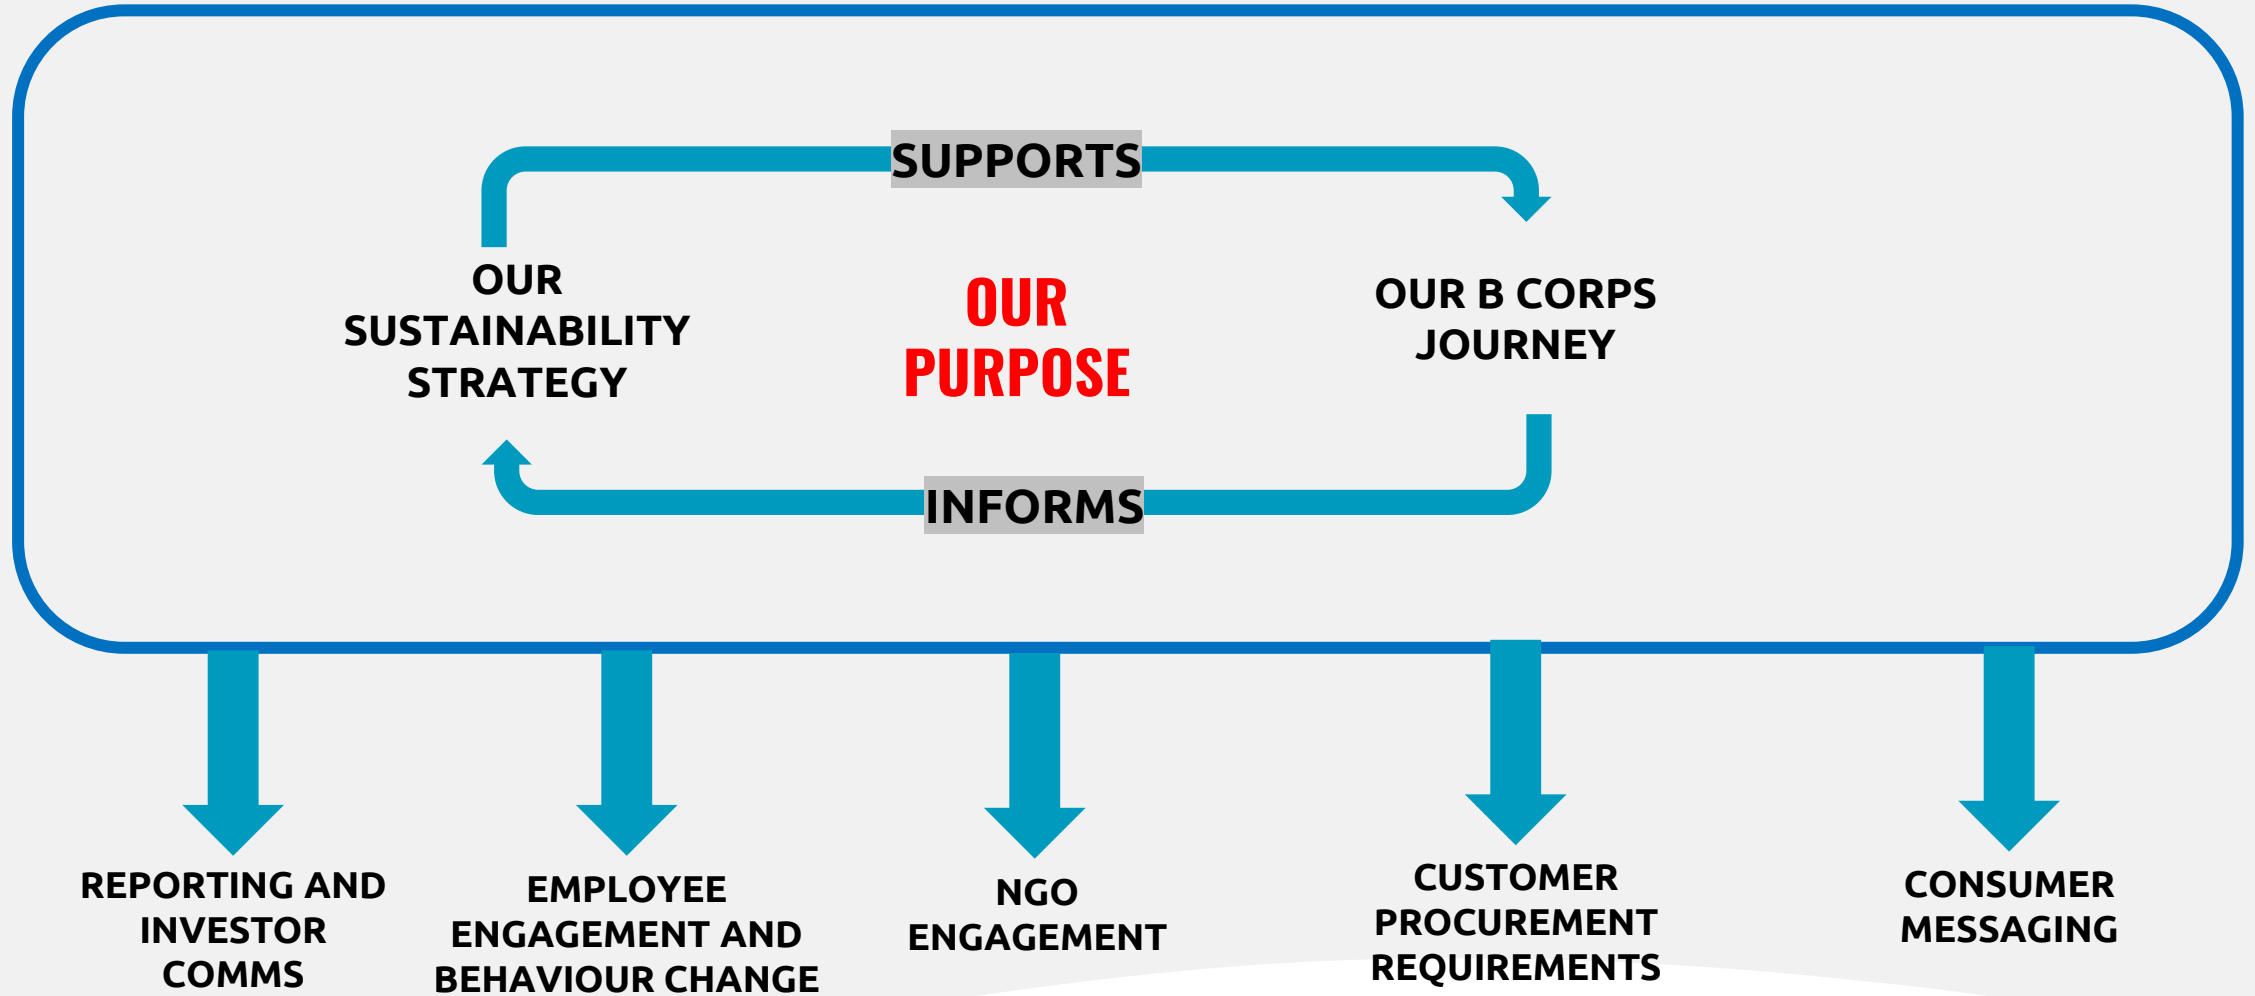 SUPPORTS
OUR
SUSTAINABILITY
STRATEGY
OUR
PURPOSE
OUR B CORPS
JOURNEY
INFORMS
REPORTING AND
INVESTOR
COMMS
EMPLOYEE
ENGAGEMENT AND
BEHAVIOUR CHANGE
NGO
ENGAGEMENT
CUSTOMER
PROCUREMENT
REQUIREMENTS
CONSUMER
MESSAGING